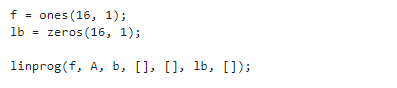 f = ones(16, 1);
lb = zeros(16, 1);
linprog(f, A, b, [], [], lb, []);